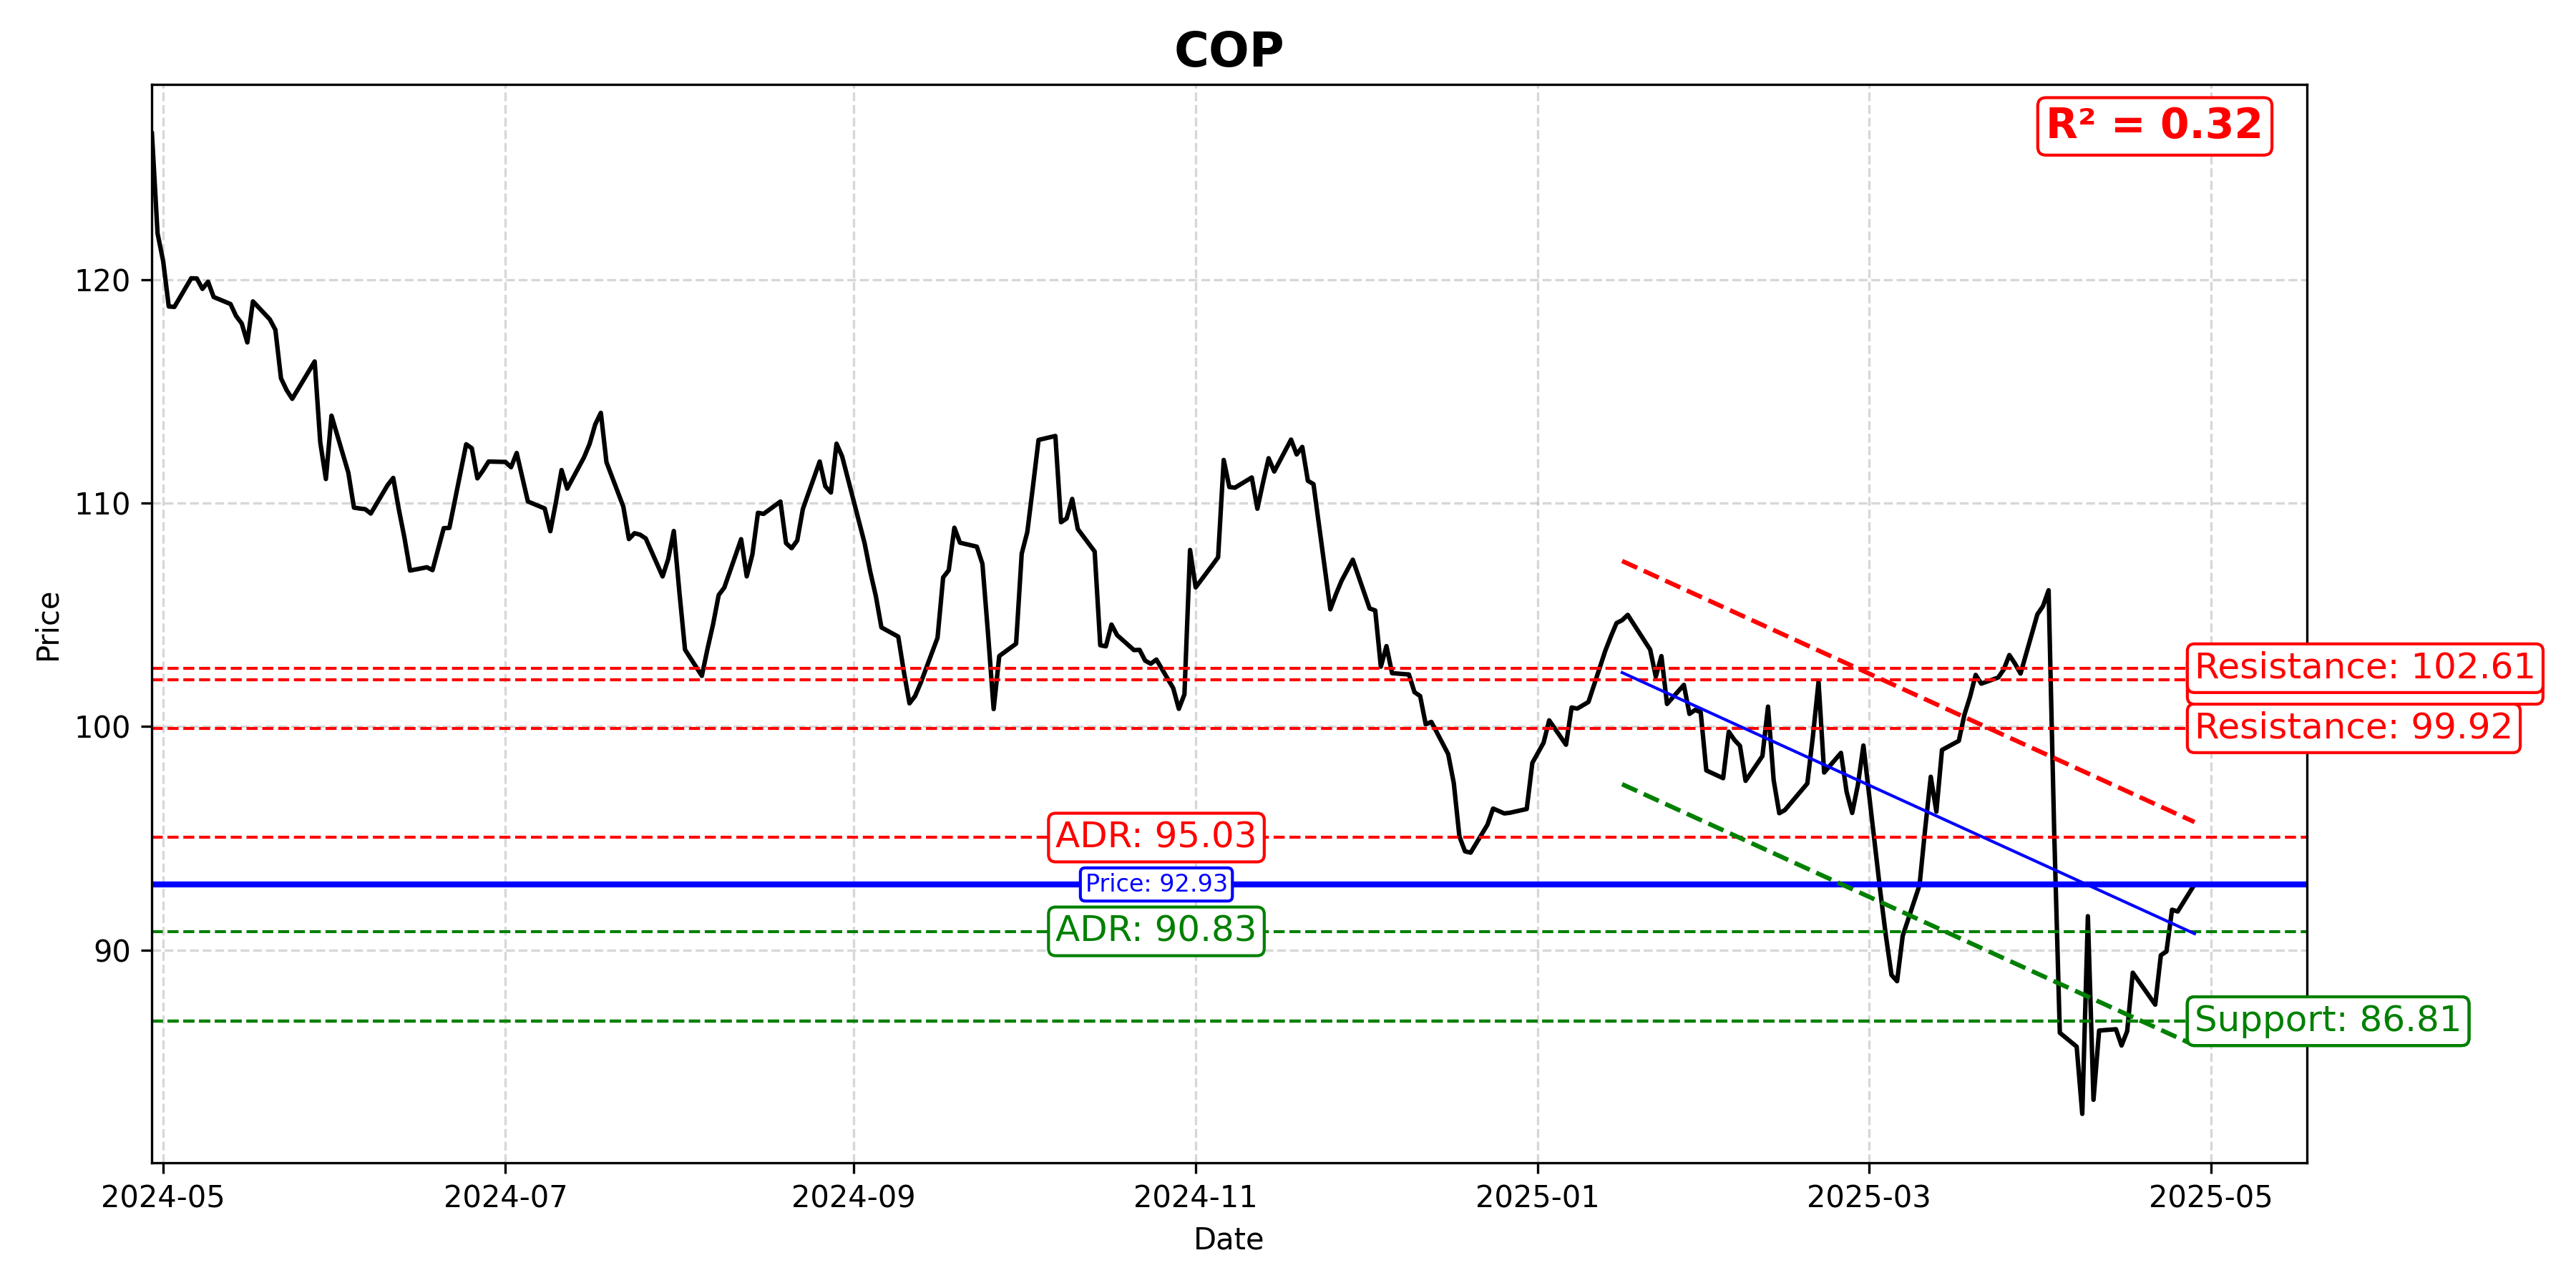 COP
R² = 0.32
120
110
100
90
Price
Resistance: 102.61
Resistance: 99.92
ADR: 95.03
Price: 92.93
ADR: 90.83
Support: 86.81
2024-05
2024-07
2024-09
2024-11
2025-01
2025-03
2025-05
Date